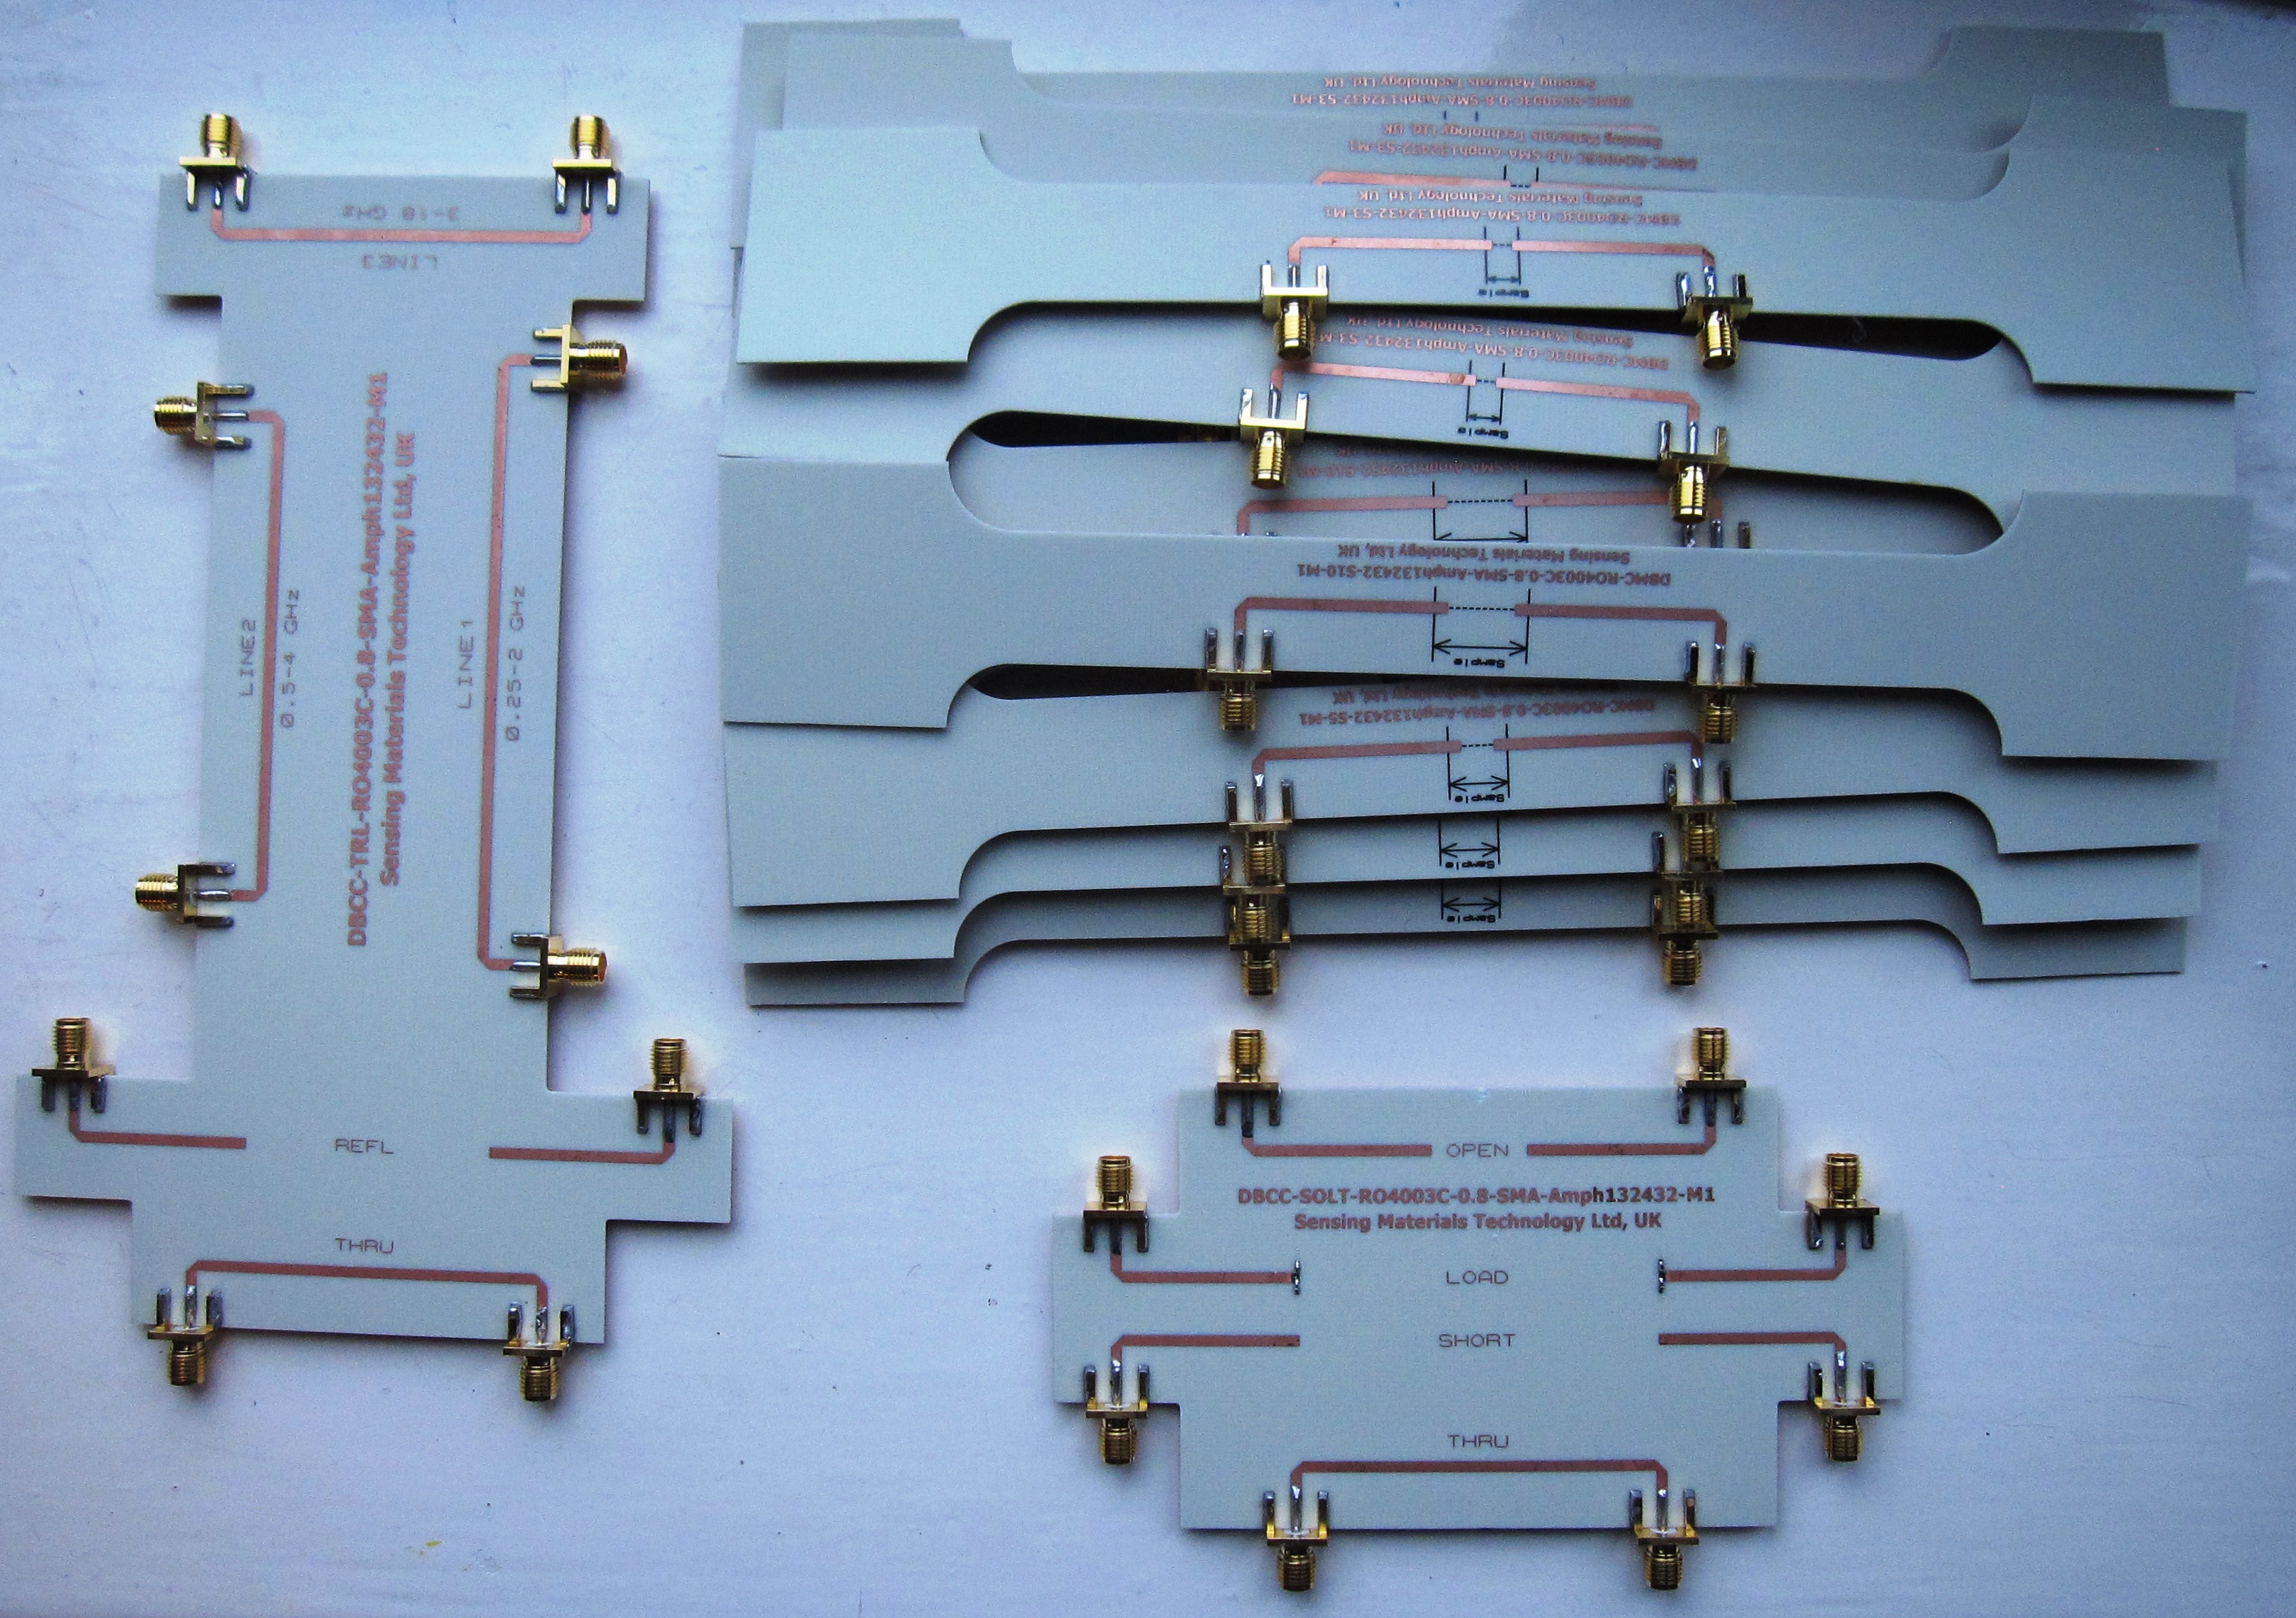 3-18 GHz
LINE3
DBCC-TRL-RO4003C-0.8-SMA-Amph132432-M1
Sensing Materials Technology Ltd, UK
LINE2
0.5-4 GHz
LINE1
0.25-2 GHz
REFL
THRU
DBMC-RO4003C-0.8-SMA-Amph132432-S3-M1
Sensing Materials Technology Ltd, UK
DBMC-RO4003C-0.8-SMA-Amph132432-S3-M1
Sensing Materials Technology Ltd, UK
DBMC-RO4003C-0.8-SMA-Amph132432-S3-M1
Sensing Materials Technology Ltd, UK
Sample
DBMC-RO4003C-0.8-SMA-Amph132432-S3-M1
Sensing Materials Technology Ltd, UK
Sample
DBMC-RO4003C-0.8-SMA-Amph132432-S10-M1
Sensing Materials Technology Ltd, UK
Sample
DBMC-RO4003C-0.8-SMA-Amph132432-S5-M1
Sample
Sample
Sample
OPEN
DBCC-SOLT-RO4003C-0.8-SMA-Amph132432-M1
Sensing Materials Technology Ltd, UK
LOAD
SHORT
THRU